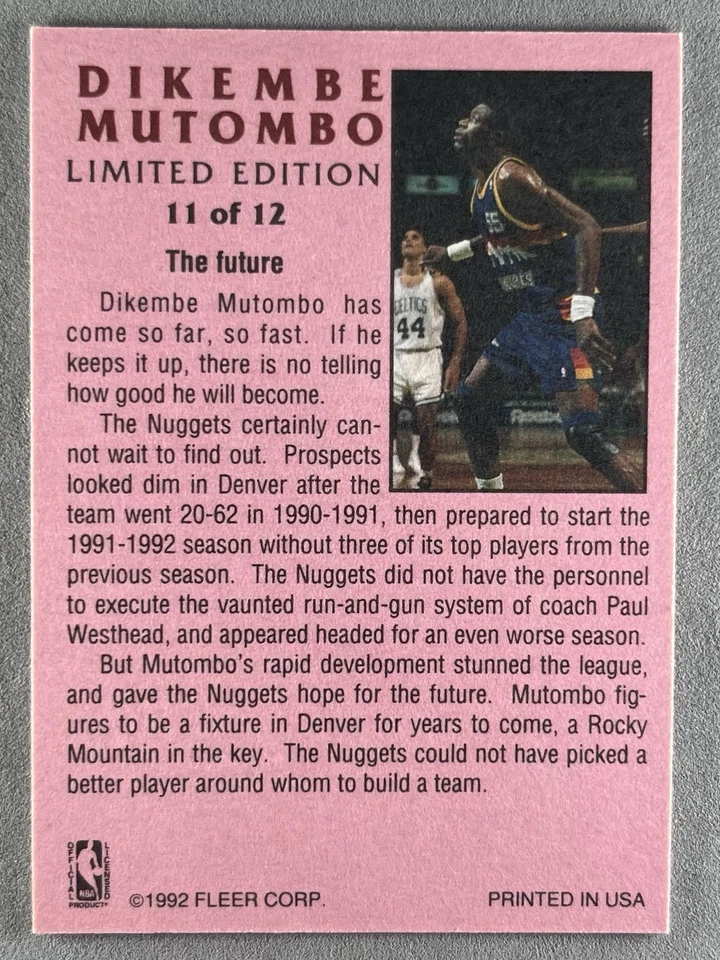 DIKEMBE
MUTOMBO
LIMITED EDITION
11 of 12
The future
Dikembe Mutombo has
come so far, so fast. If he
keeps it up, there is no telling
how good he will become.
The Nuggets certainly can-
not wait to find out. Prospects
looked dim in Denver after the
team went 20-62 in 1990-1991, then prepared to start the
1991-1992 season without three of its top players from the
previous season. The Nuggets did not have the personnel
to execute the vaunted run-and-gun system of coach Paul
Westhead, and appeared headed for an even worse season.
But Mutombo's rapid development stunned the league,
and gave the Nuggets hope for the future. Mutombo fig-
ures to be a fixture in Denver for years to come, a Rocky
Mountain in the key. The Nuggets could not have picked a
better player around whom to build a team.
CELTICS
44
55
OFFICIAL
LICENSED
NBA
PRODUCT
©1992 FLEER CORP.
PRINTED IN USA